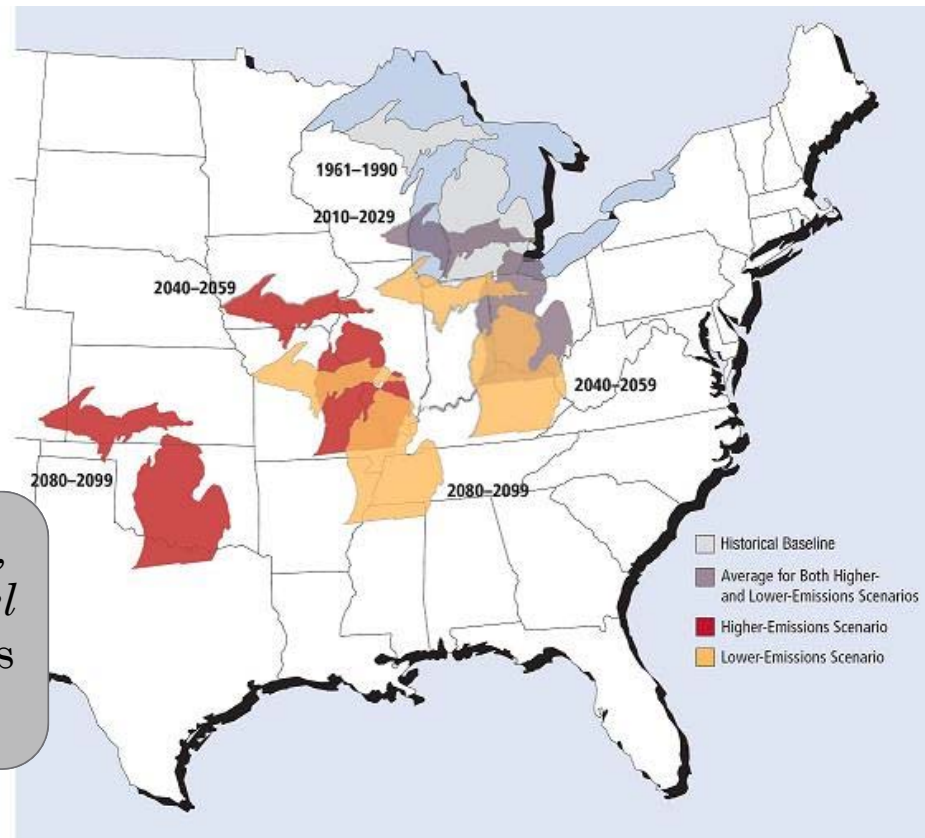 1961–1990
2010–2029
2040–2059
2040–2059
2080–2099
2080–2099
s
Historical Baseline
Average for Both Higher-
and Lower-Emissions Scenarios
Higher-Emissions Scenario
Lower-Emissions Scenario